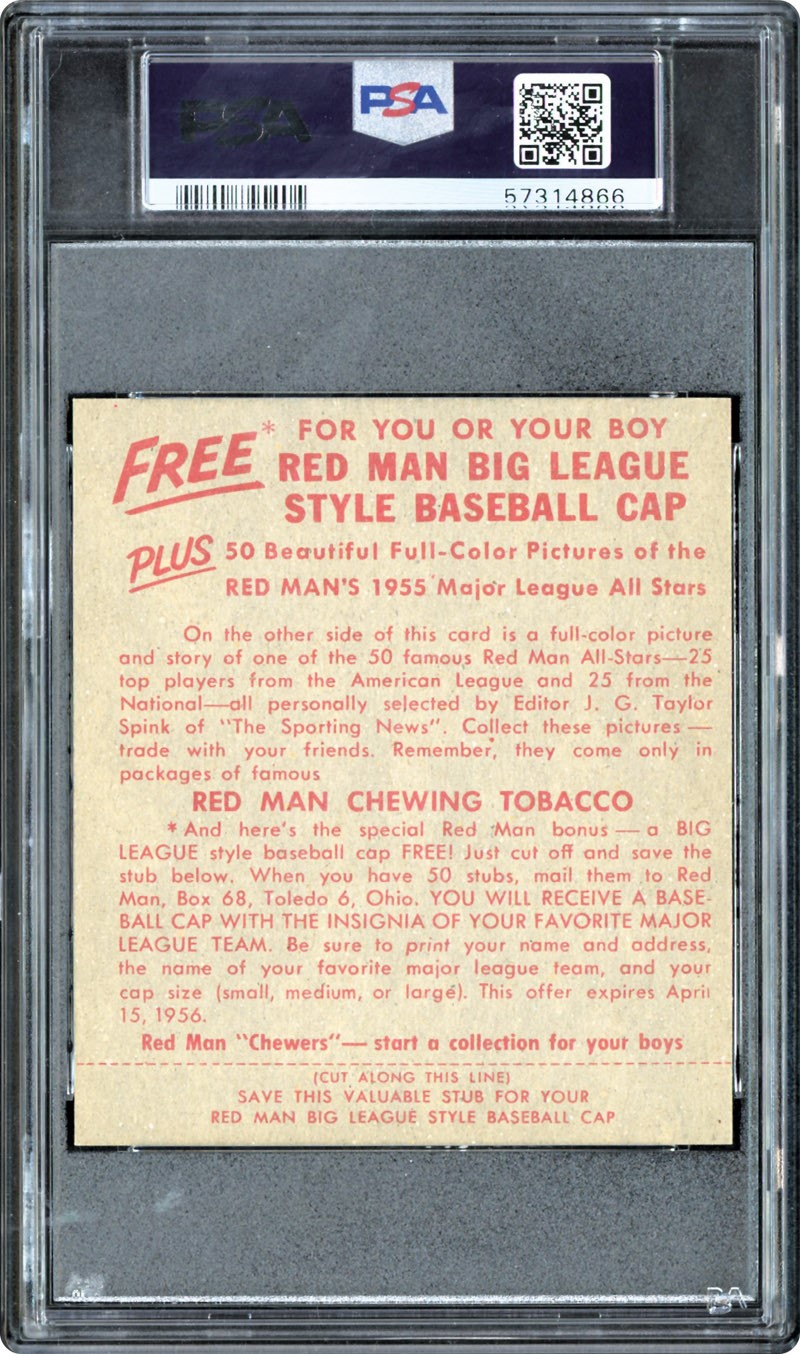 PSA
PSA
57314866
FREE* FOR YOU OR YOUR BOY
RED MAN BIG LEAGUE
STYLE BASEBALL CAP
PLUS 50 Beautiful Full-Color Pictures of the
RED MAN'S 1955 Major League All Stars
On the other side of this card is a full-color picture
and story of one of the 50 famous Red Man All-Stars—25
top players from the American League and 25 from the
National—all personally selected by Editor J. G. Taylor
Spink of "The Sporting News". Collect these pictures —
trade with your friends. Remember, they come only in
packages of famous
RED MAN CHEWING TOBACCO
*And here's the special Red Man bonus — a BIG
LEAGUE style baseball cap FREE! Just cut off and save the
stub below. When you have 50 stubs, mail them to Red
Man, Box 68, Toledo 6, Ohio. YOU WILL RECEIVE A BASE-
BALL CAP WITH THE INSIGNIA OF YOUR FAVORITE MAJOR
LEAGUE TEAM. Be sure to print your name and address,
the name of your favorite major league team, and your
cap size (small, medium, or large). This offer expires April
15, 1956.
Red Man "Chewers"— start a collection for your boys
(CUT ALONG THIS LINE)
SAVE THIS VALUABLE STUB FOR YOUR
RED MAN BIG LEAGUE STYLE BASEBALL CAP